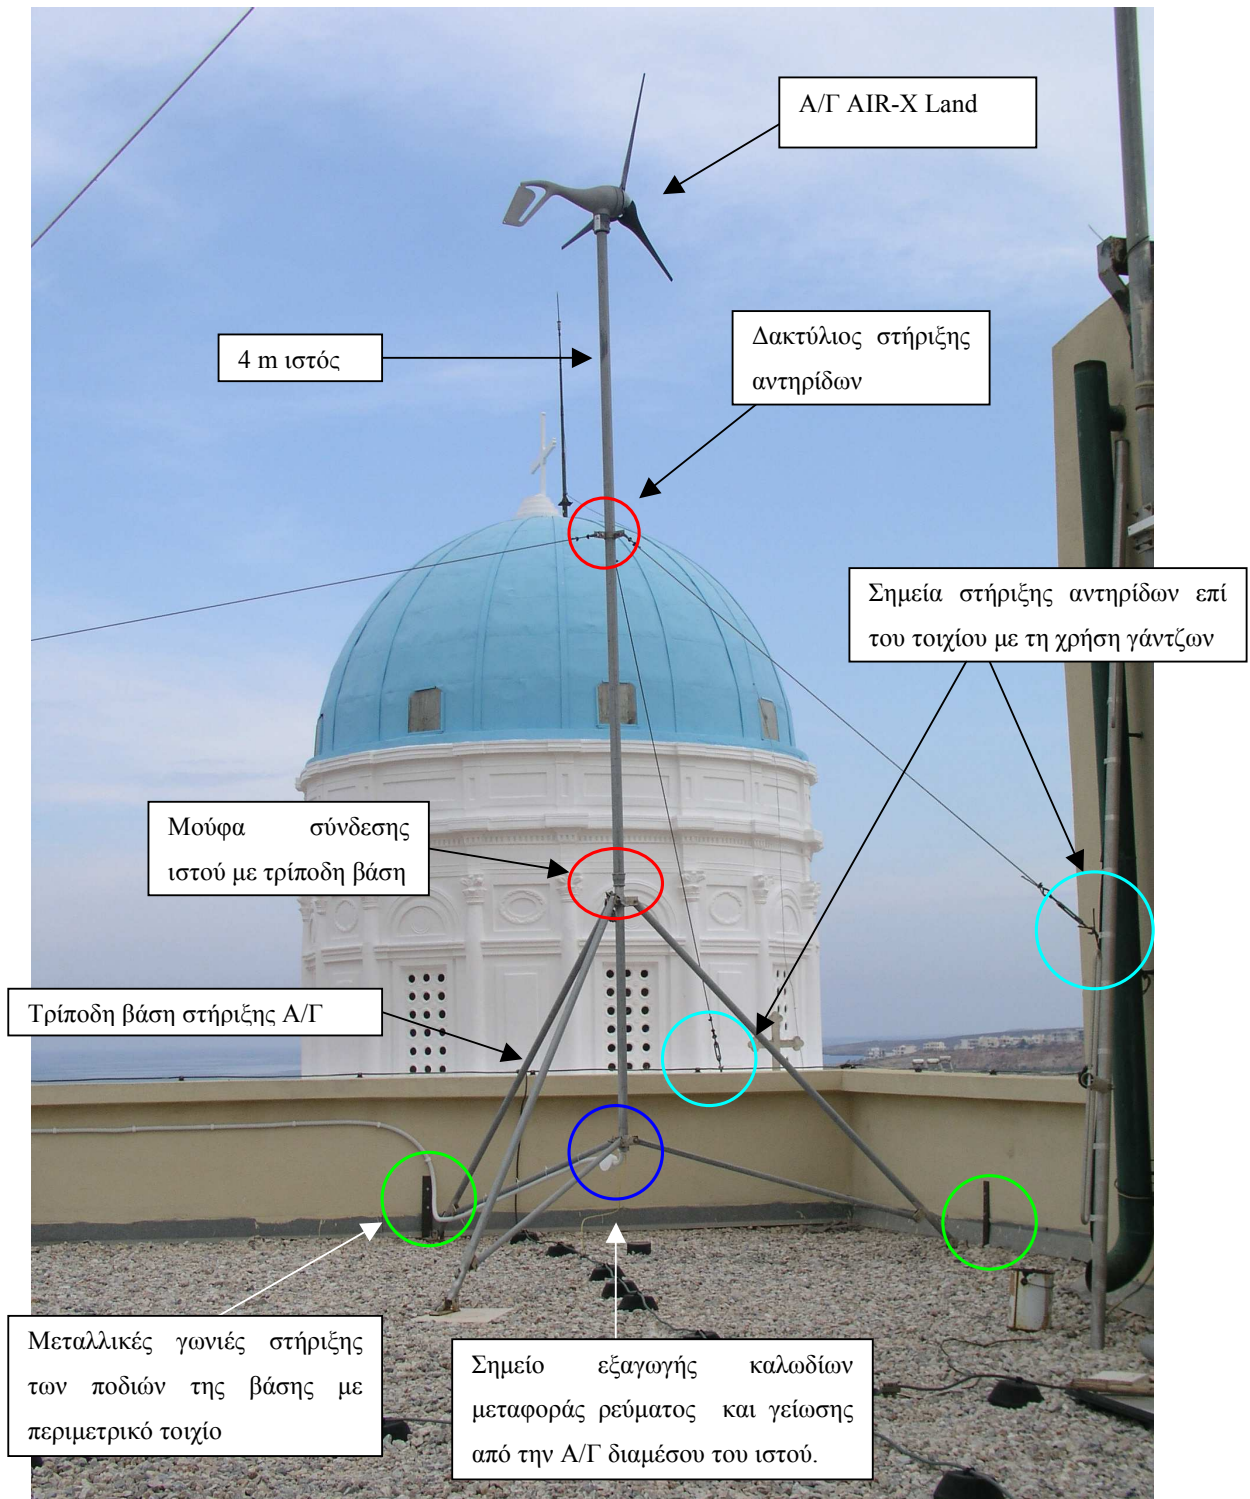 Α/Γ AIR-X Land
4 m ιστός
Δακτύλιος στήριξης
αντηρίδων
Σημεία στήριξης αντηρίδων επί
του τοιχίου με τη χρήση γάντζων
Μούφα σύνδεσης
ιστού με τρίποδη βάση
Τρίποδη βάση στήριξης Α/Γ
Μεταλλικές γωνιές στήριξης
των ποδιών της βάσης με
περιμετρικό τοιχίο
Σημείο εξαγωγής καλωδίων
μεταφοράς ρεύματος και γείωσης
από την Α/Γ διαμέσου του ιστού.